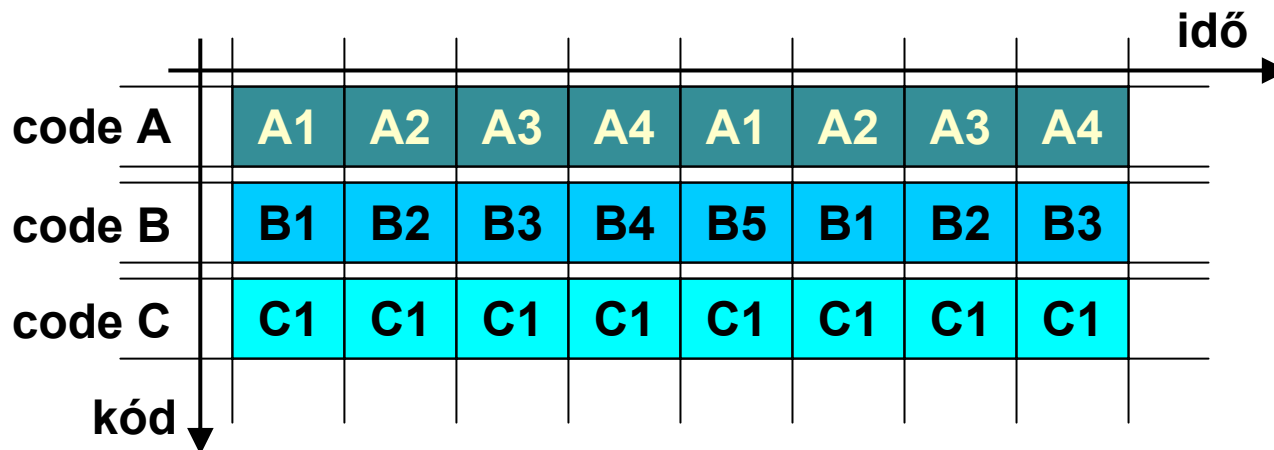 idő
code A A1 A2 A3 A4 A1 A2 A3 A4
code B B1 B2 B3 B4 B5 B1 B2 B3
code C C1 C1 C1 C1 C1 C1 C1 C1
kód